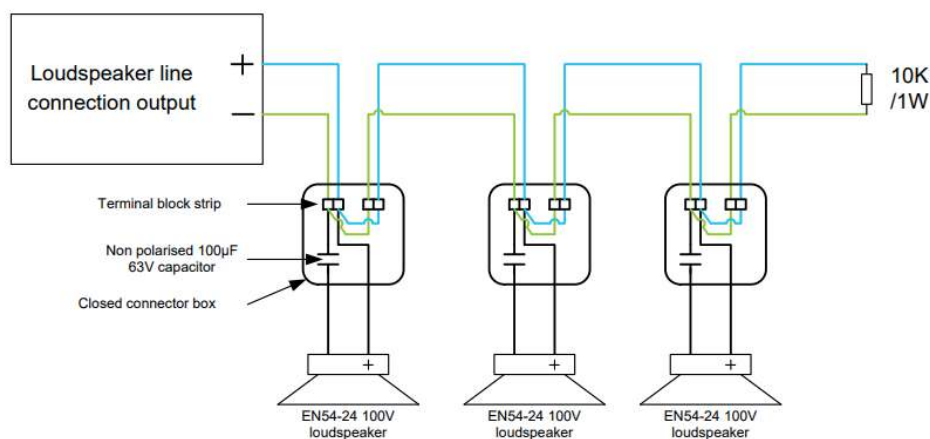 Loudspeaker line
connection output
+
−
10K
/1W
Terminal block strip
Non polarised 100µF
63V capacitor
Closed connector box
+
+
+
EN54-24 100V
loudspeaker
EN54-24 100V
loudspeaker
EN54-24 100V
loudspeaker